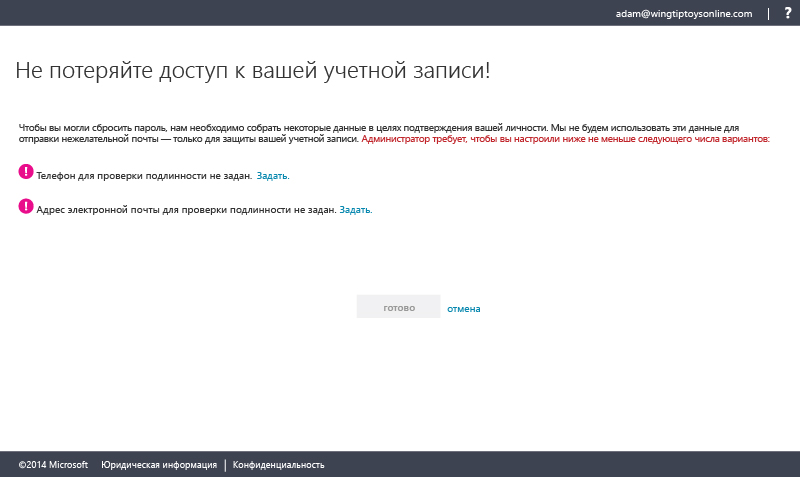 adam@wingtiptoysonline.com | ?
Не потеряйте доступ к вашей учетной записи!
Чтобы вы могли сбросить пароль, нам необходимо собрать некоторые данные в целях подтверждения вашей личности. Мы не будем использовать эти данные для
отправки нежелательной почты — только для защиты вашей учетной записи. Администратор требует, чтобы вы настроили ниже не меньше следующего числа вариантов:
! Телефон для проверки подлинности не задан. Задать.
! Адрес электронной почты для проверки подлинности не задан. Задать.
готово отмена
©2014 Microsoft Юридическая информация | Конфиденциальность